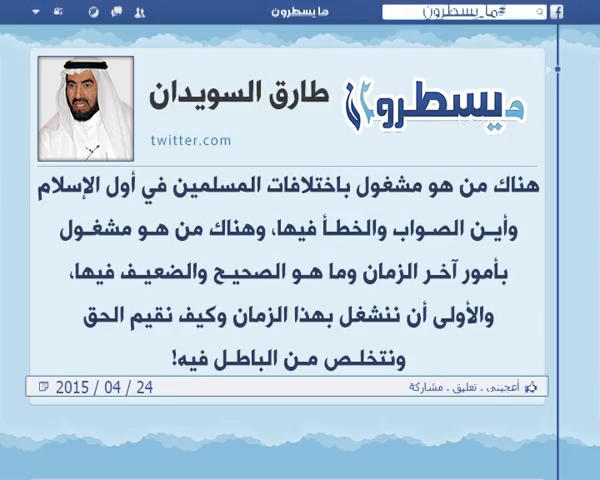 ما يسطرون
#ما_يسطرون
طارق السويدان
ما يسطرون
twitter.com
هناك من هو مشغول باختلافات المسلمين في أول الإسلام
وأين الصواب والخطأ فيها، وهناك من هو مشغول
بأمور آخر الزمان وما هو الصحيح والضعيف فيها،
والأولى أن ننشغل بهذا الزمان وكيف نقيم الحق
ونتخلص من الباطل فيه!
أعجبني . تعليق . مشاركة
2015 / 04 / 24